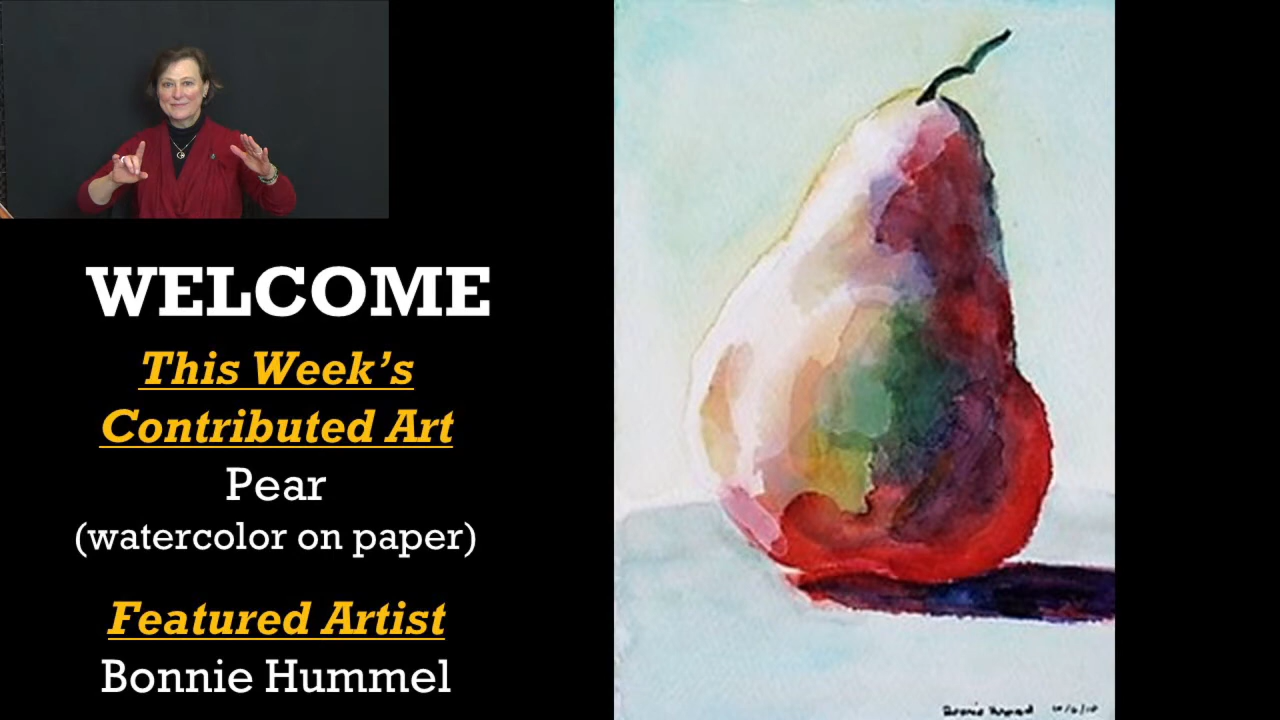 WELCOME
This Week's
Contributed Art
Pear
(watercolor on paper)
Featured Artist
Bonnie Hummel